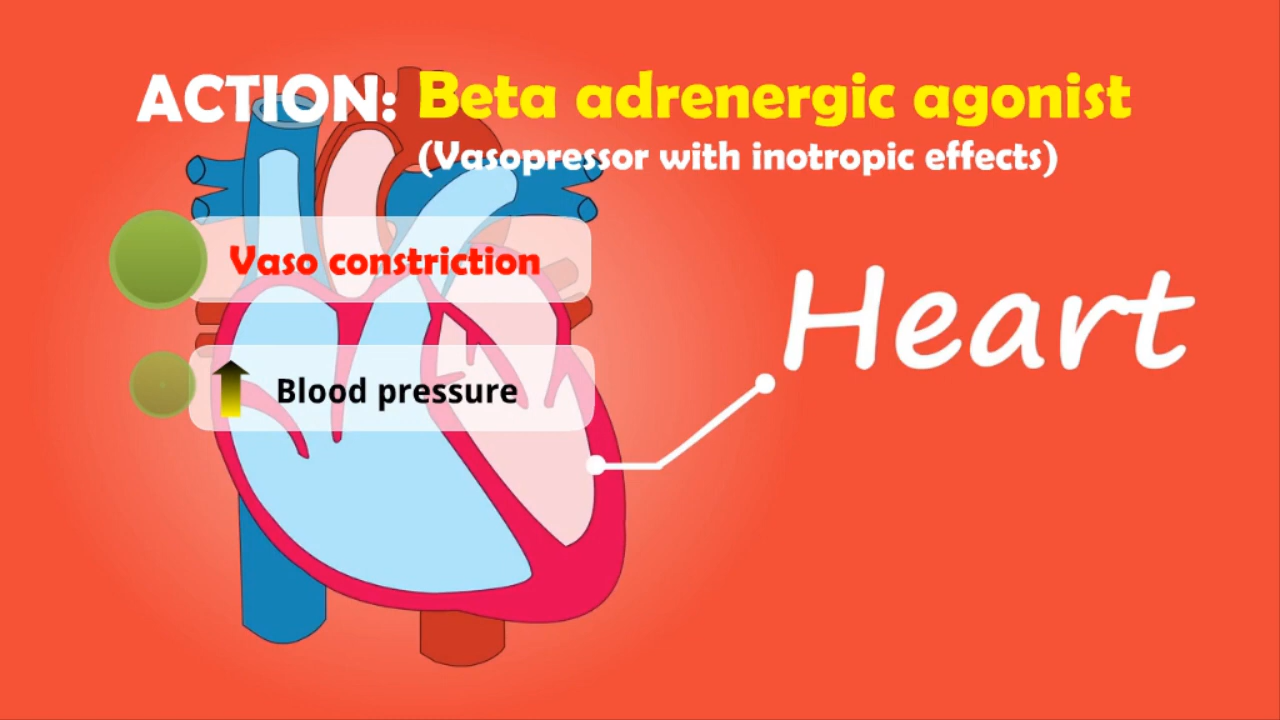 ACTION: Beta adrenergic agonist
(Vasopressor with inotropic effects)
Vaso constriction
Blood pressure
Heart